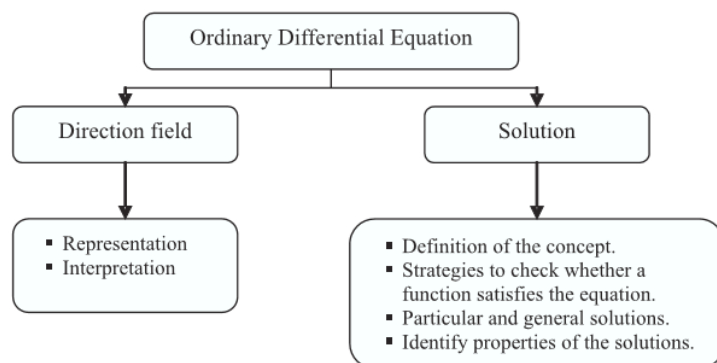 Ordinary Differential Equation
Direction field
Solution
▪ Representation
▪ Interpretation
▪ Definition of the concept.
▪ Strategies to check whether a
function satisfies the equation.
▪ Particular and general solutions.
▪ Identify properties of the solutions.